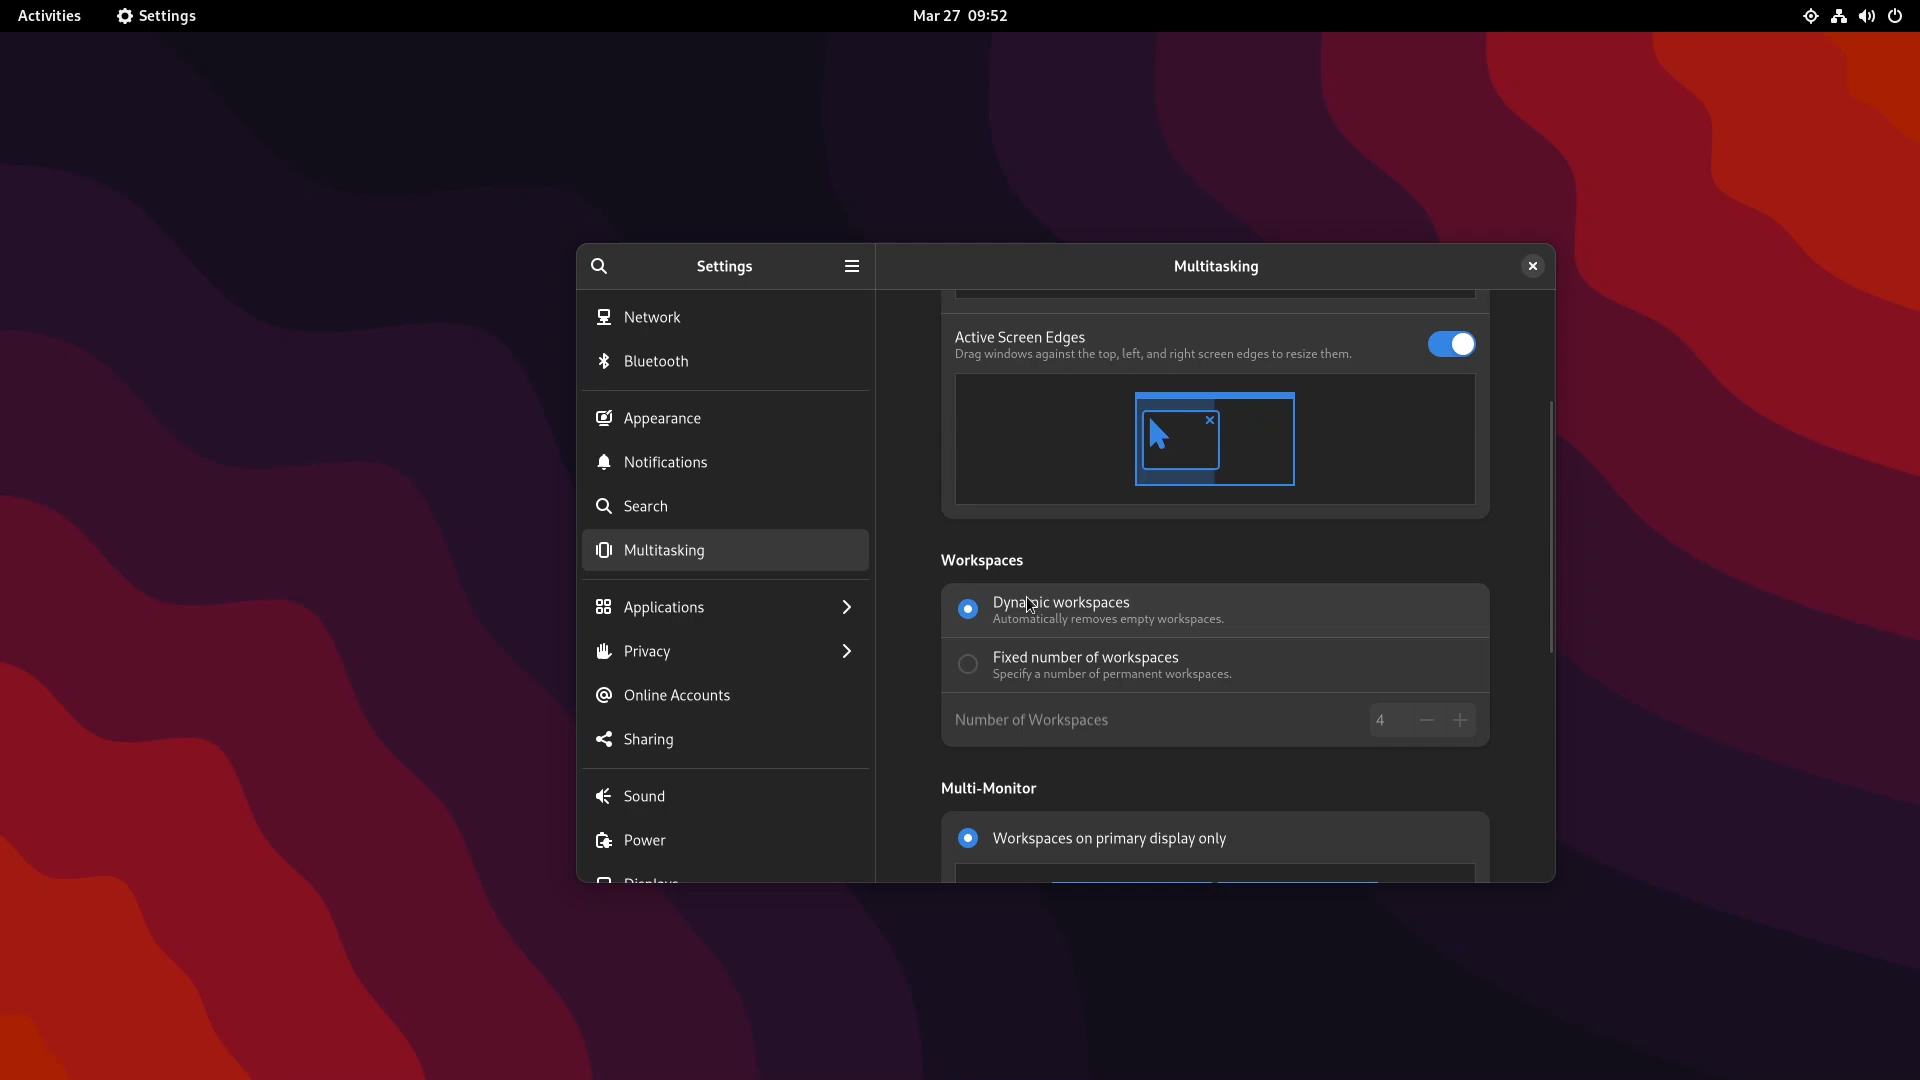 Activities
Settings
Mar 27 09:52
Settings
Multitasking
Network
Bluetooth
Appearance
Notifications
Search
Multitasking
Applications
Privacy
Online Accounts
Sharing
Sound
Power
Displays
Active Screen Edges
Drag windows against the top, left, and right screen edges to resize them.
Workspaces
Dynamic workspaces
Automatically removes empty workspaces.
Fixed number of workspaces
Specify a number of permanent workspaces.
Number of Workspaces 4
Multi-Monitor
Workspaces on primary display only